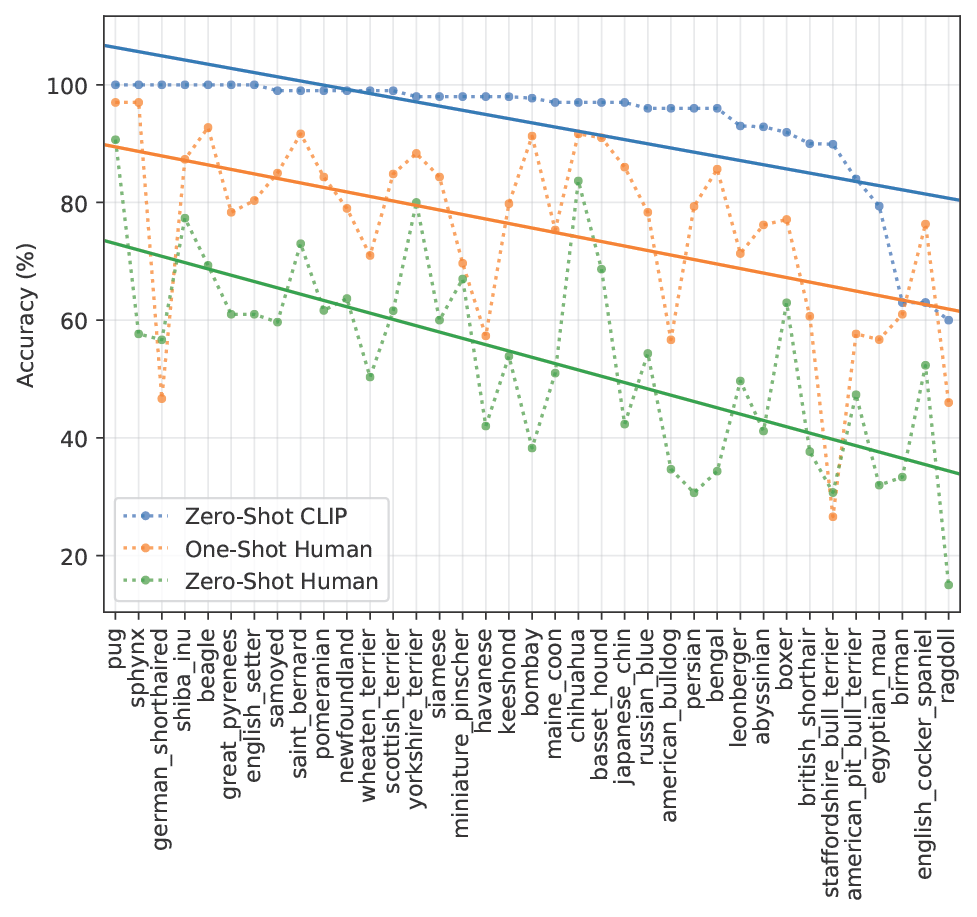 Accuracy (%)
100
80
60
40
20
Zero-Shot CLIP
One-Shot Human
Zero-Shot Human
pug
sphynx
german_shorthaired
shiba_inu
beagle
great_pyrenees
english_setter
samoyed
saint_bernard
pomeranian
newfoundland
wheaten_terrier
scottish_terrier
yorkshire_terrier
siamese
miniature_pinscher
havanese
keeshond
bombay
maine_coon
chihuahua
basset_hound
japanese_chin
russian_blue
american_bulldog
persian
bengal
leonberger
abyssinian
boxer
british_shorthair
staffordshire_bull_terrier
american_pit_bull_terrier
egyptian_mau
birman
english_cocker_spaniel
ragdoll